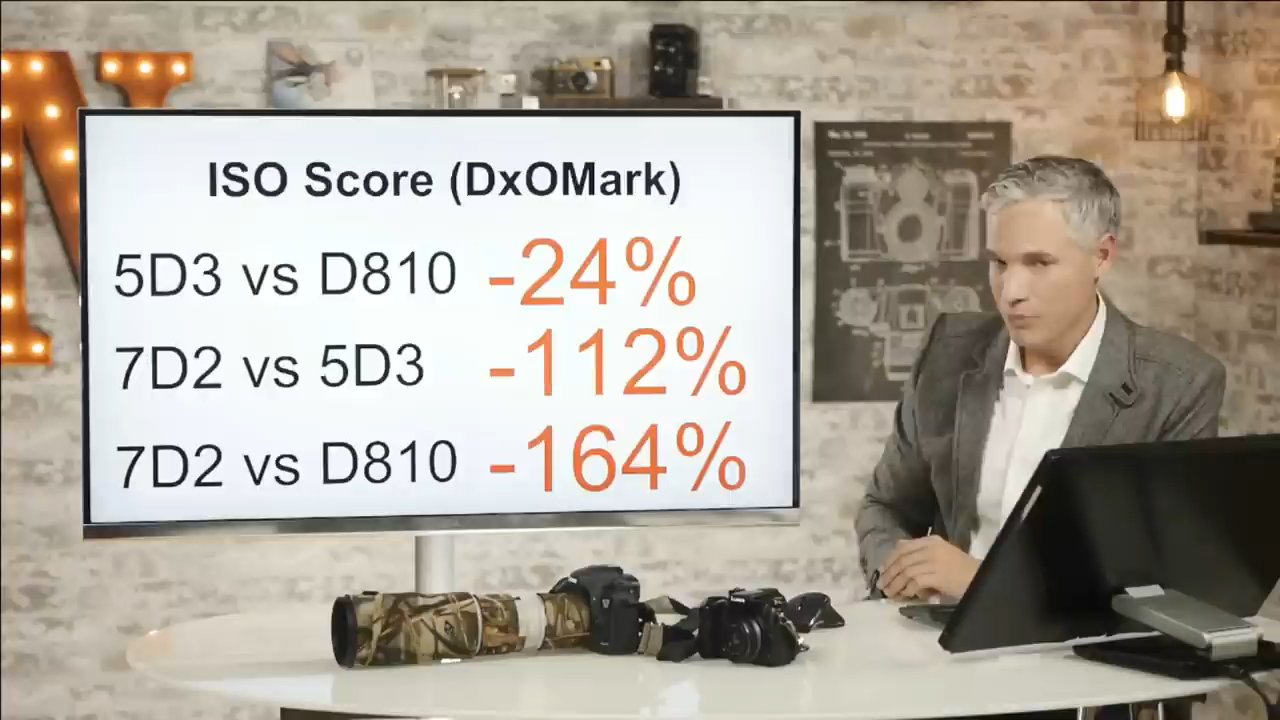 ISO Score (DxOMark)
5D3 vs D810 -24%
7D2 vs 5D3 -112%
7D2 vs D810 -164%
N